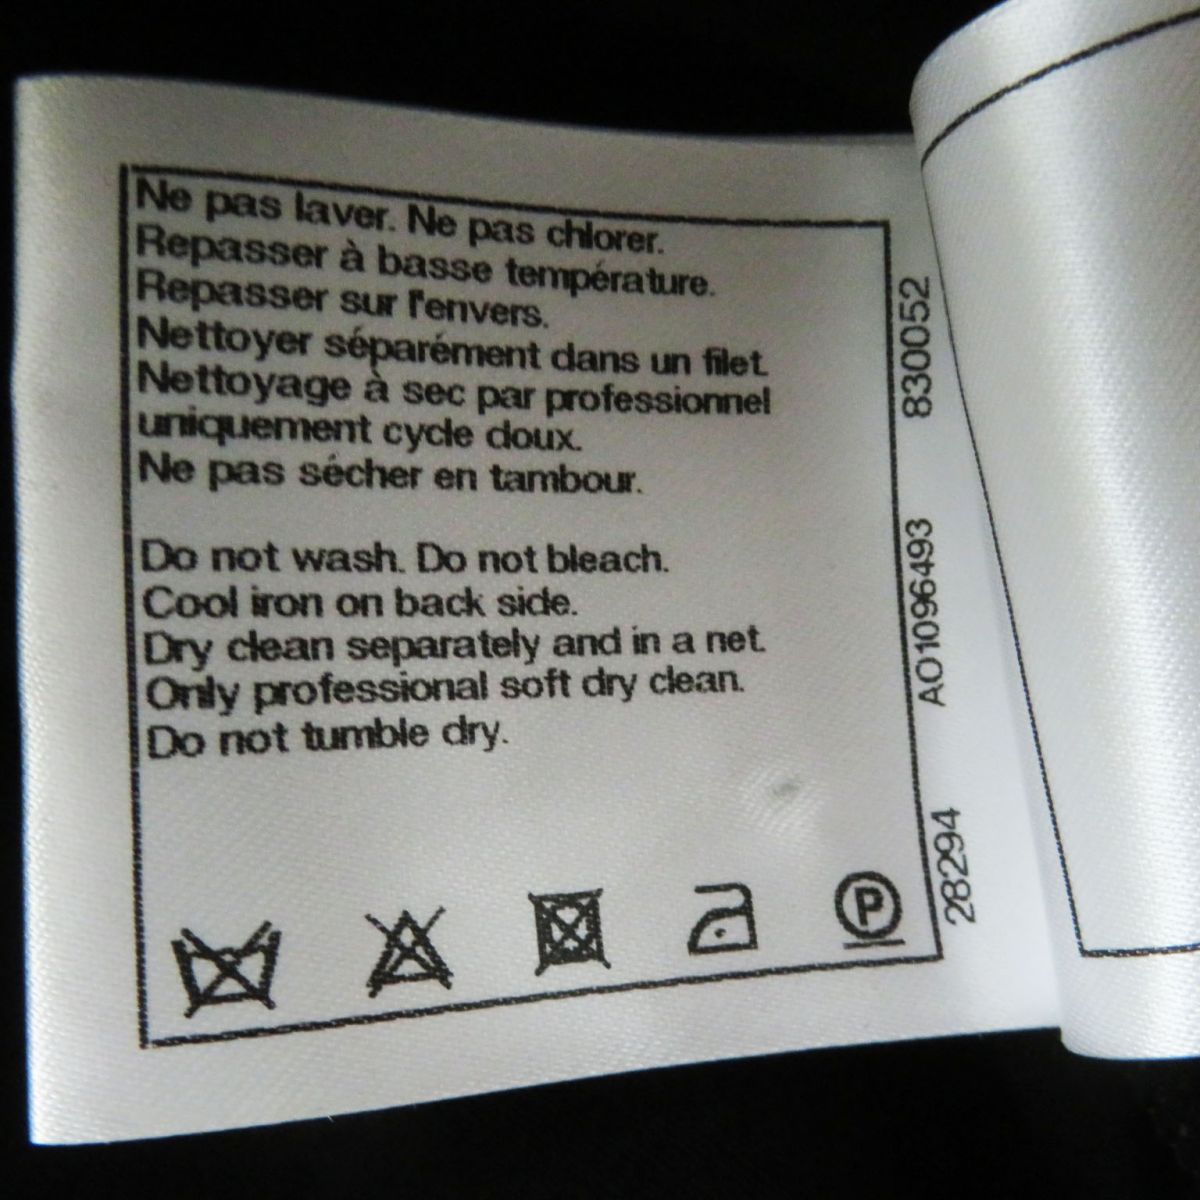 Ne pas laver. Ne pas chlorer.
Repasser à basse température.
Repasser sur l'envers.
Nettoyer séparément dans un filet.
Nettoyage à sec par professionnel
uniquement cycle doux.
Ne pas sécher en tambour.
Do not wash. Do not bleach.
Cool iron on back side.
Dry clean separately and in a net.
Only professional soft dry clean.
Do not tumble dry.
P
28294
AO1096493
830052